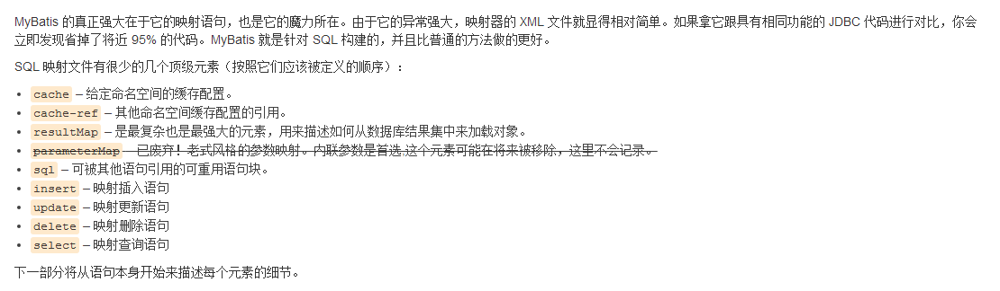 MyBatis 的真正强大在于它的映射语句，也是它的魔力所在。由于它的异常强大，映射器的 XML 文件就显得相对简单。如果拿它跟具有相同功能的 JDBC 代码进行对比，你会
立即发现省掉了将近 95% 的代码。MyBatis 就是针对 SQL 构建的，并且比普通的方法做的更好。
SQL 映射文件有很少的几个顶级元素（按照它们应该被定义的顺序）：
• cache – 给定命名空间的缓存配置。
• cache-ref – 其他命名空间缓存配置的引用。
• resultMap – 是最复杂也是最强大的元素，用来描述如何从数据库结果集中来加载对象。
• parameterMap – 已废弃！老式风格的参数映射。内联参数是首选,这个元素可能在将来被移除，这里不会记录。
• sql – 可被其他语句引用的可重用语句块。
• insert – 映射插入语句
• update – 映射更新语句
• delete – 映射删除语句
• select – 映射查询语句
下一部分将从语句本身开始来描述每个元素的细节。